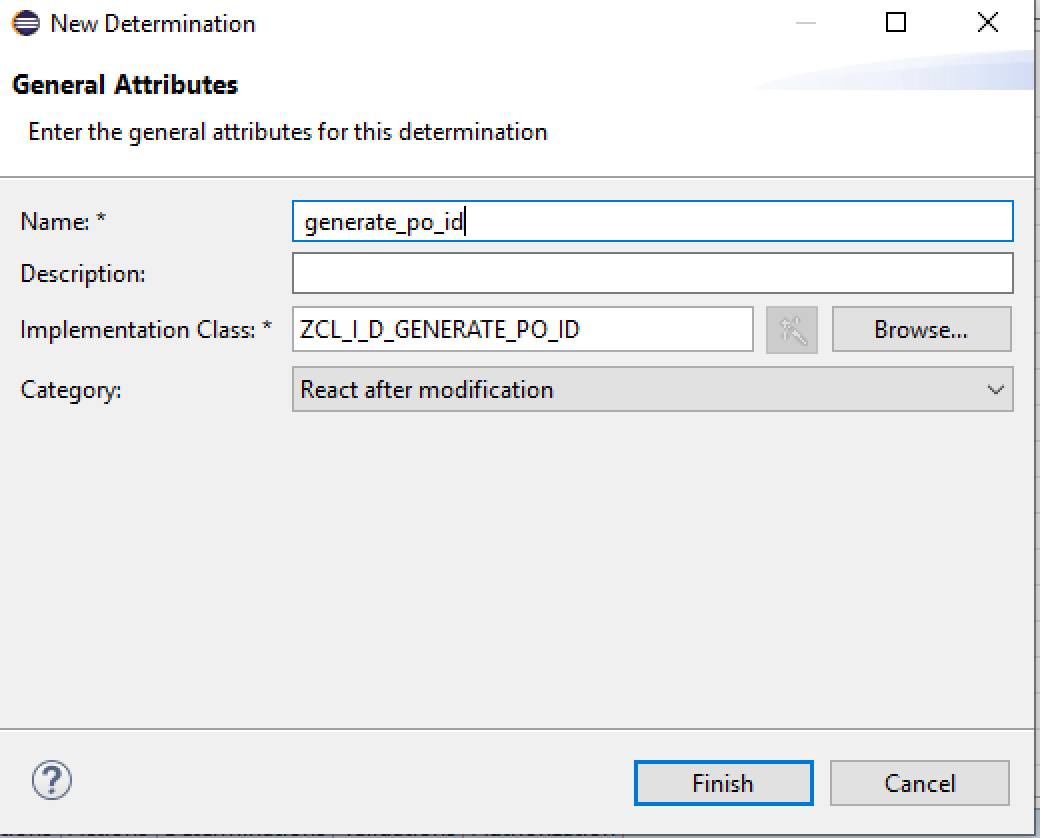 New Determination
General Attributes
Enter the general attributes for this determination
Name: * generate_po_id
Description:
Implementation Class: * ZCL_I_D_GENERATE_PO_ID Browse...
Category: React after modification
? Finish Cancel